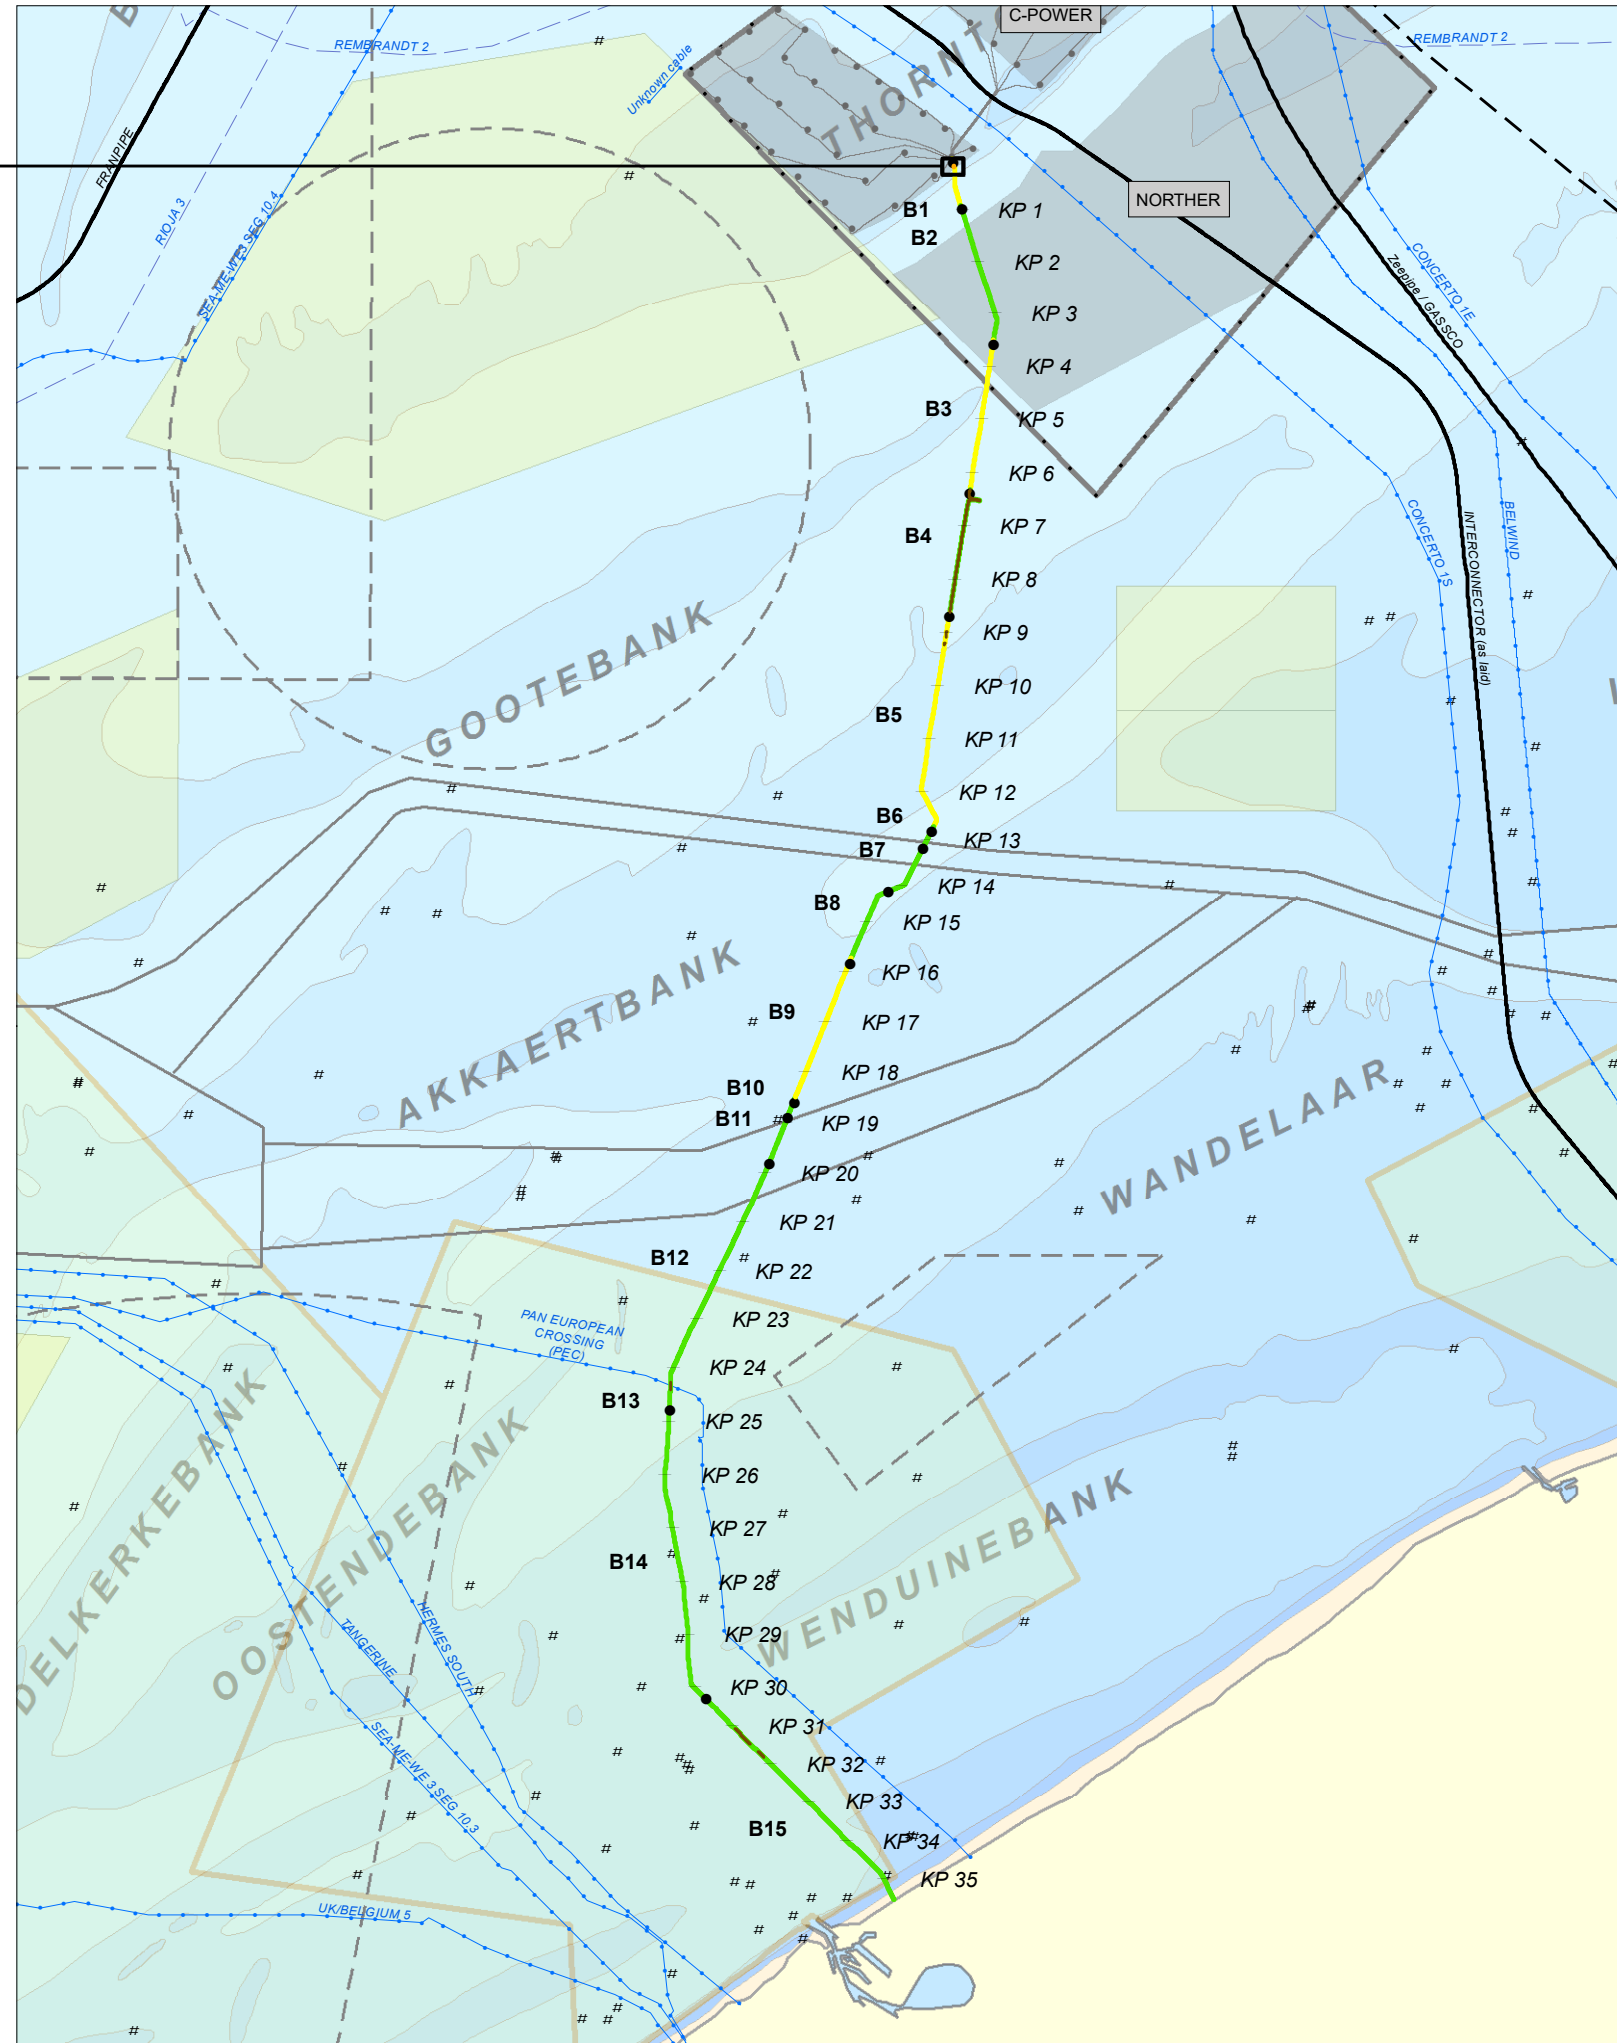 C-POWER
REMBRANDT 2
REMBRANDT 2
Unknown cable
THORNT
FRANPIPE
RIOJA 3
SEA-ME-WE3 SEG 10.4
NORTHER
B1
KP 1
B2
KP 2
KP 3
KP 4
B3
KP 5
KP 6
B4
KP 7
KP 8
KP 9
KP 10
B5
KP 11
KP 12
B6
KP 13
B7
KP 14
B8
KP 15
KP 16
B9
KP 17
KP 18
B10
B11
KP 19
KP 20
KP 21
B12
KP 22
KP 23
KP 24
B13
KP 25
KP 26
KP 27
B14
KP 28
KP 29
KP 30
KP 31
KP 32
KP 33
B15
KP 34
KP 35
CONCERTO 1E
Zeepipe / GASSCO
CONCERTO 1S
INTERCONNECTOR (as laid)
BELWIND
GOOTEBANK
AKKAERTBANK
WANDELAAR
PAN EUROPEAN
CROSSING
(PEC)
DELKERKEBANK
OOSTENDEBANK
WENDUINEBANK
HERMES SOUTH
TANGERINE
SEA-ME-WE 3 SEG 10.3
UK/BELGIUM 5